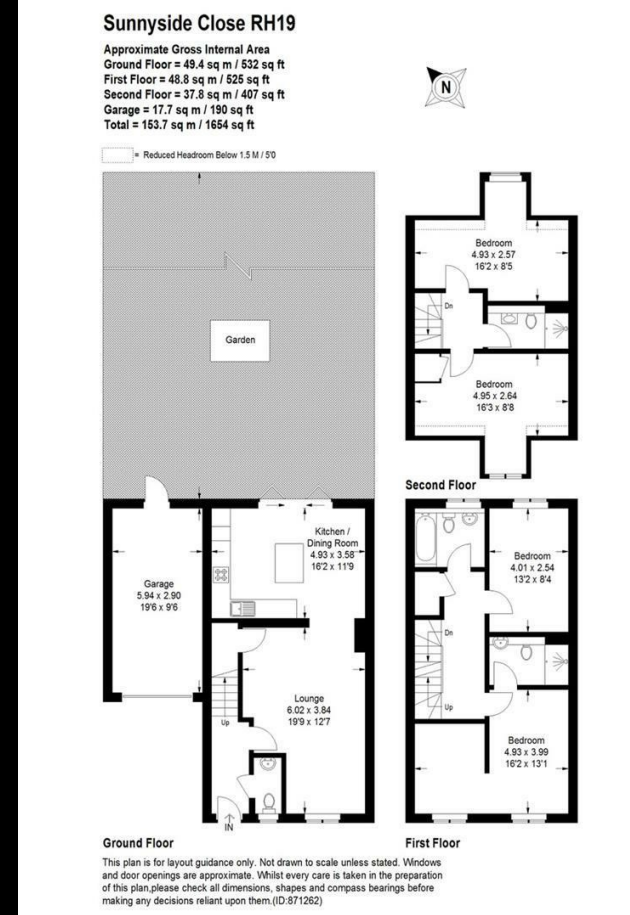 Sunnyside Close RH19
Approximate Gross Internal Area
Ground Floor = 49.4 sq m / 532 sq ft
First Floor = 48.8 sq m / 525 sq ft
Second Floor = 37.8 sq m / 407 sq ft
Garage = 17.7 sq m / 190 sq ft
Total = 153.7 sq m / 1654 sq ft
N
= Reduced Headroom Below 1.5 M / 5'0
Garden
Bedroom
4.93 x 2.57
16'2 x 8'5
Dn
Bedroom
4.95 x 2.64
16'3 x 8'8
Second Floor
Kitchen /
Dining Room
4.93 x 3.58
16'2 x 11'9
Garage
5.94 x 2.90
19'6 x 9'6
Lounge
6.02 x 3.84
19'9 x 12'7
Up
IN
Ground Floor
Bedroom
4.01 x 2.54
13'2 x 8'4
Dn
Up
Bedroom
4.93 x 3.99
16'2 x 13'1
First Floor
This plan is for layout guidance only. Not drawn to scale unless stated. Windows
and door openings are approximate. Whilst every care is taken in the preparation
of this plan,please check all dimensions, shapes and compass bearings before
making any decisions reliant upon them.(ID:871262)